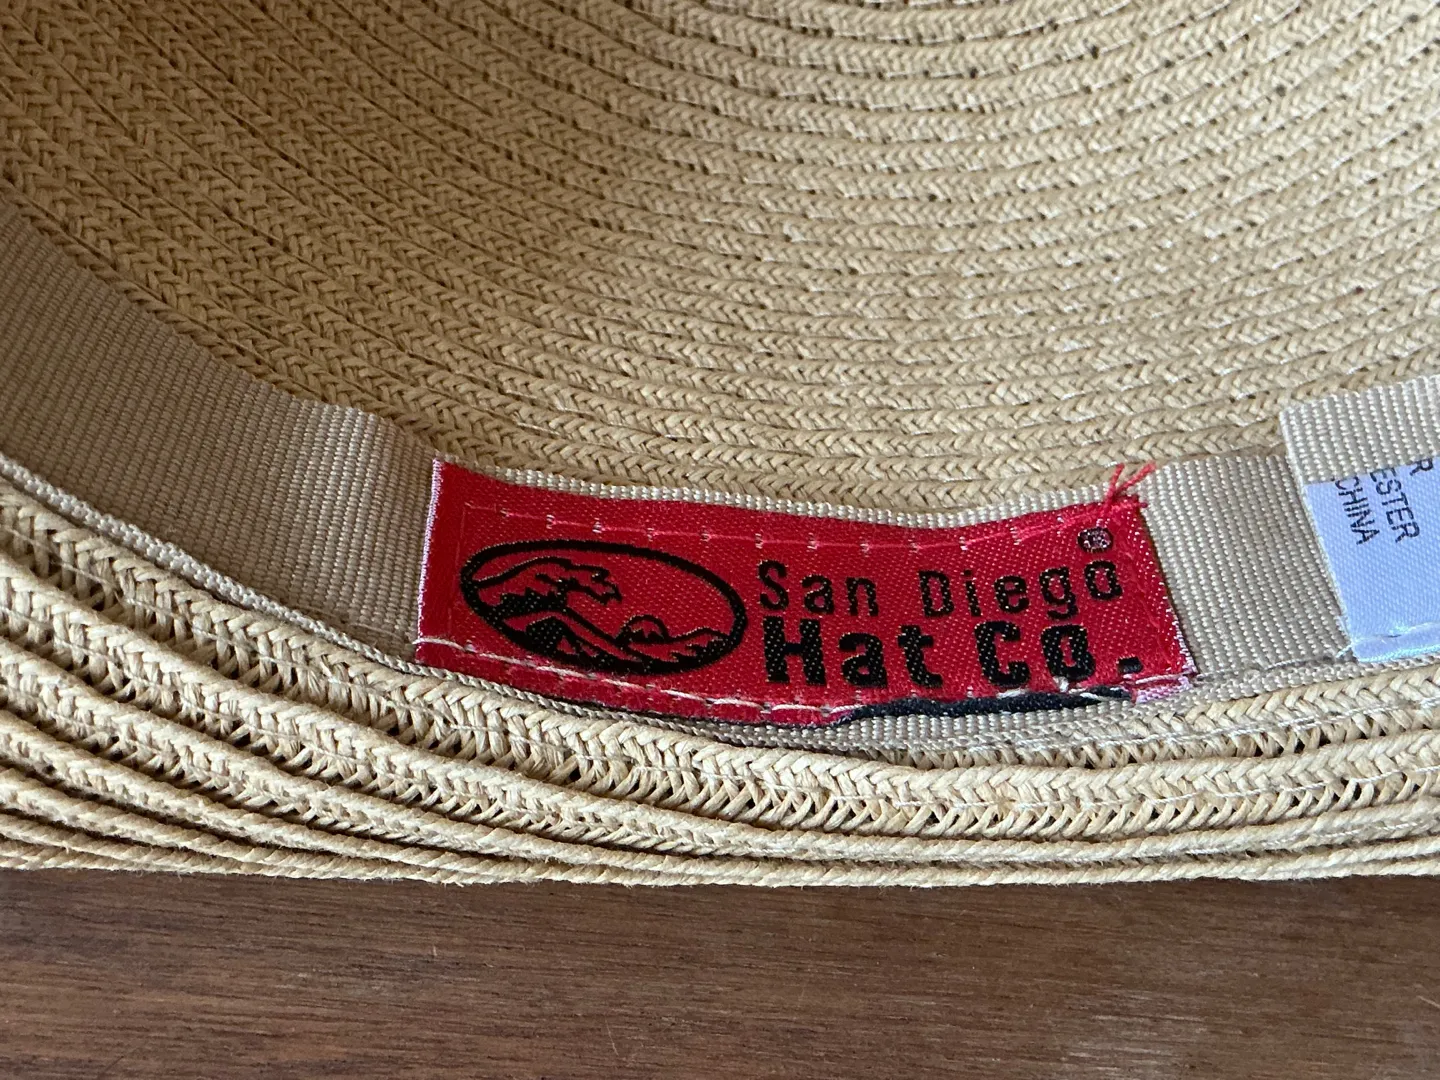 San Diego®
Hat Co.
R
ESTER
CHINA